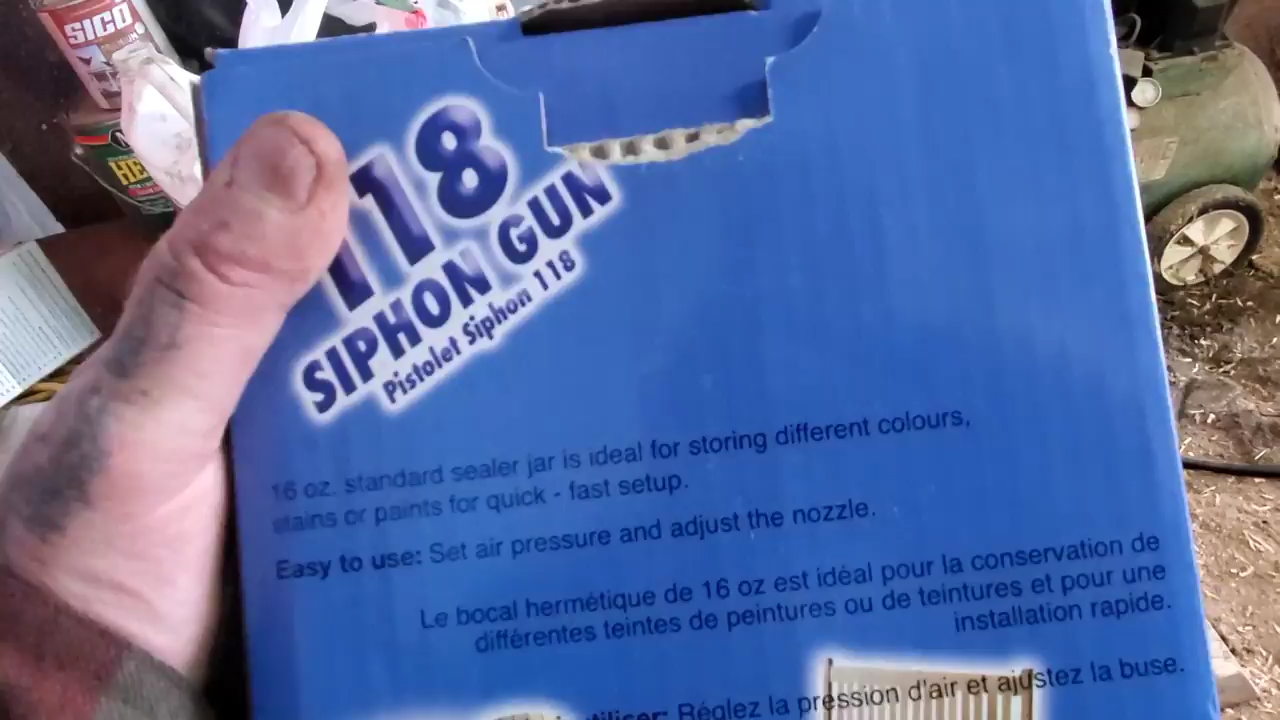 SICO
HE
118
SIPHON GUN
Pistolet Siphon 118
16 oz. standard sealer jar is ideal for storing different colours,
stains or paints for quick - fast setup.
Easy to use: Set air pressure and adjust the nozzle.
Le bocal hermétique de 16 oz est idéal pour la conservation de
différentes teintes de peintures ou de teintures et pour une
installation rapide.
utiliser: Réglez la pression d'air et ajustez la buse.